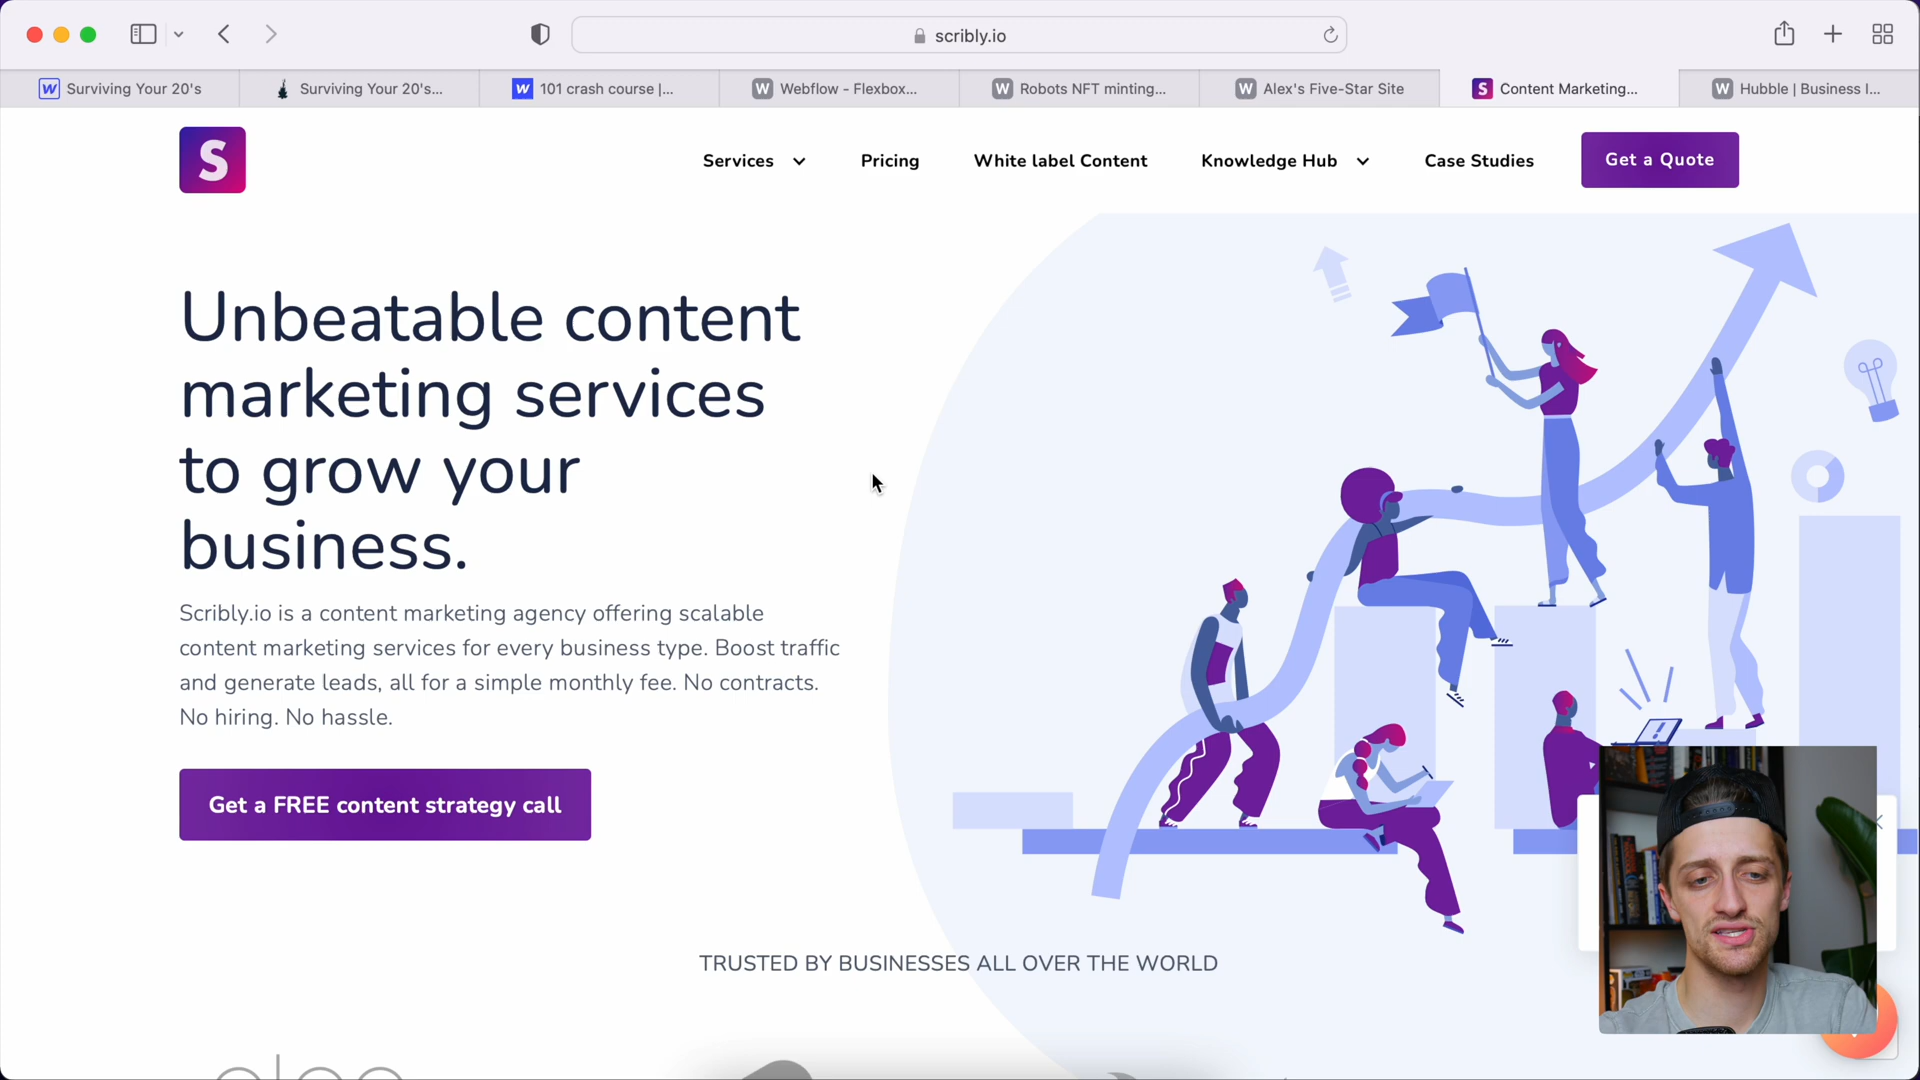 scribly.io
Surviving Your 20's
Surviving Your 20's...
101 crash course |...
Webflow - Flexbox...
Robots NFT minting...
Alex's Five-Star Site
Content Marketing...
Hubble | Business I...
S
Services
Pricing
White label Content
Knowledge Hub
Case Studies
Get a Quote
Unbeatable content
marketing services
to grow your
business.
Scribly.io is a content marketing agency offering scalable
content marketing services for every business type. Boost traffic
and generate leads, all for a simple monthly fee. No contracts.
No hiring. No hassle.
Get a FREE content strategy call
TRUSTED BY BUSINESSES ALL OVER THE WORLD